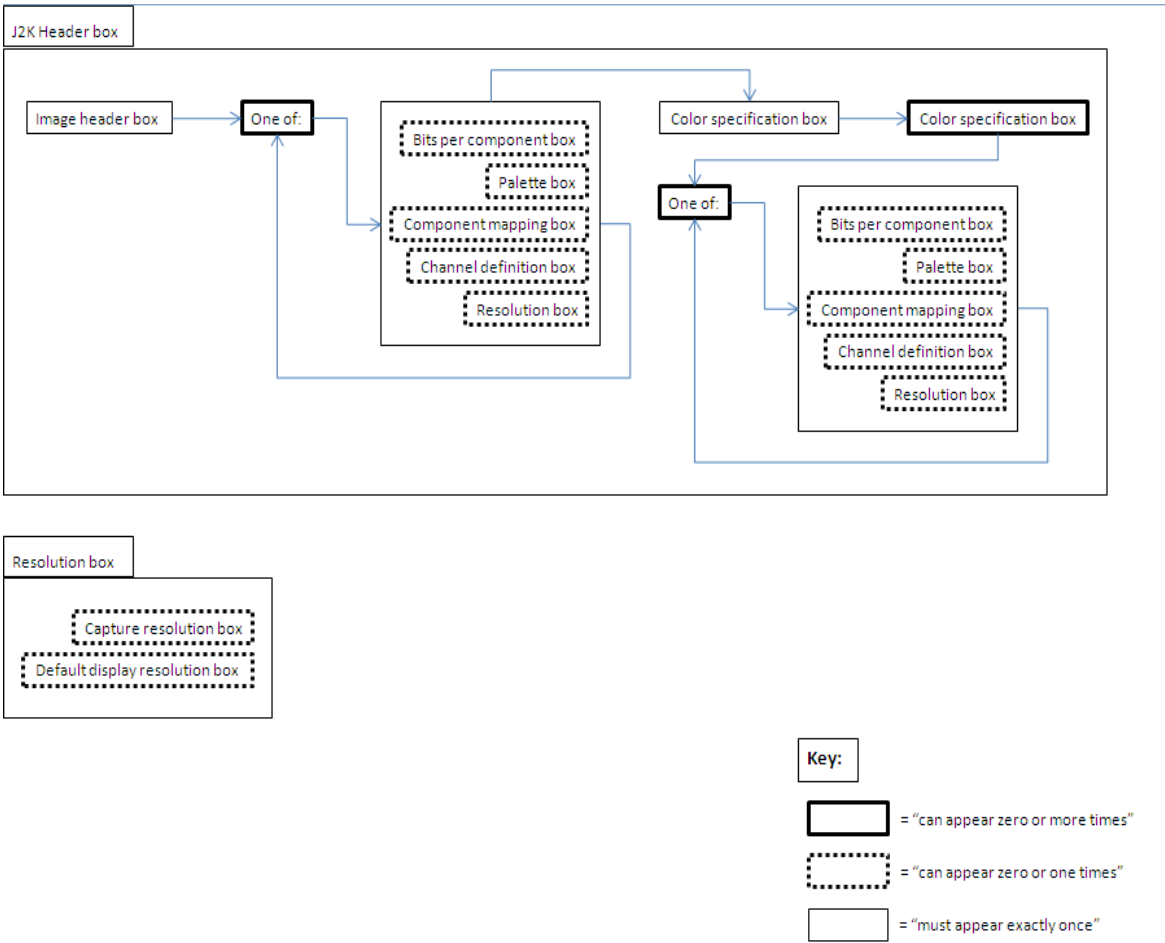 J2K Header box
Image header box
One of:
Bits per component box
Palette box
Component mapping box
Channel definition box
Resolution box
Color specification box
Color specification box
One of:
Bits per component box
Palette box
Component mapping box
Channel definition box
Resolution box
Resolution box
Capture resolution box
Default display resolution box
Key:
= “can appear zero or more times”
= “can appear zero or one times”
= “must appear exactly once”